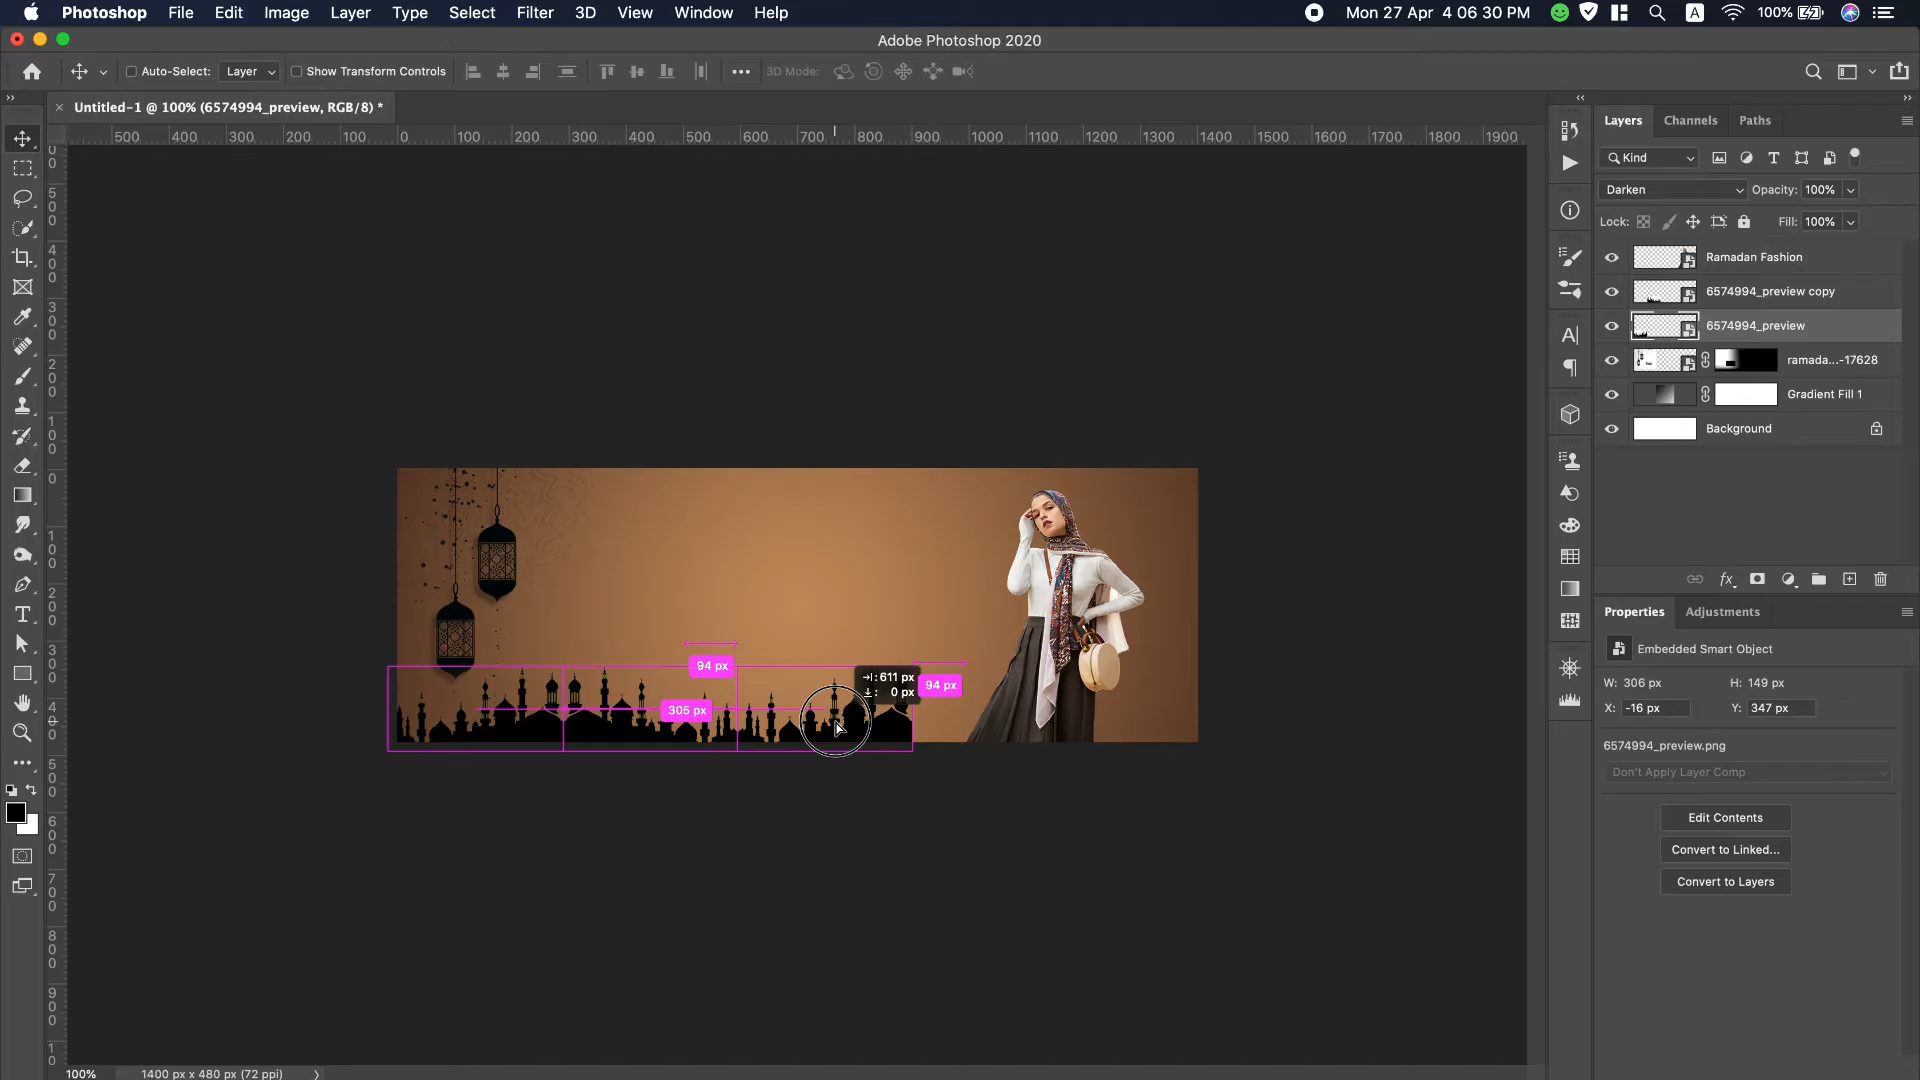 Photoshop File Edit Image Layer Type Select Filter 3D View Window Help
A 100% Mon 27 Apr 4 06 30 PM
Adobe Photoshop 2020
Auto-Select: Layer Show Transform Controls 3D Mode:
Untitled-1 @ 100% (6574994_preview, RGB/8) *
500 400 300 200 100 0 100 200 300 400 500 600 700 800 900 1000 1100 1200 1300 1400 1500 1600 1700 1800 1900
Layers Channels Paths
Kind
Darken Opacity: 100%
Lock: Fill: 100%
Ramadan Fashion
6574994_preview copy
6574994_preview
ramada...-17628
Gradient Fill 1
Background
94 px
305 px
: 611 px
: 0 px
94 px
Properties Adjustments
Embedded Smart Object
W: 306 px H: 149 px
X: -16 px Y: 347 px
6574994_preview.png
Don't Apply Layer Comp
Edit Contents
Convert to Linked...
Convert to Layers
100% 1400 px x 480 px (72 ppi)